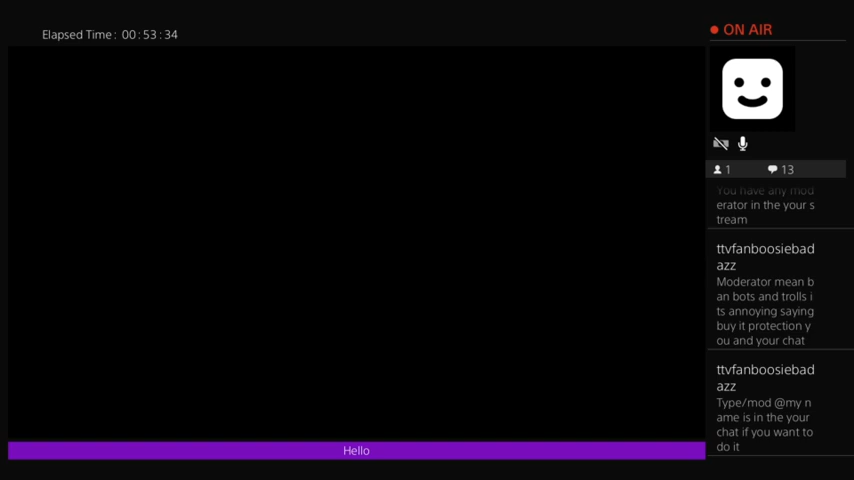 Elapsed Time: 00:53:34
ON AIR
1 13
You have any mod
erator in the your s
tream
ttvfanboosiebad
azz
Moderator mean b
an bots and trolls i
ts annoying saying
buy it protection y
ou and your chat
ttvfanboosiebad
azz
Type/mod @my n
ame is in the your
chat if you want to
do it
Hello